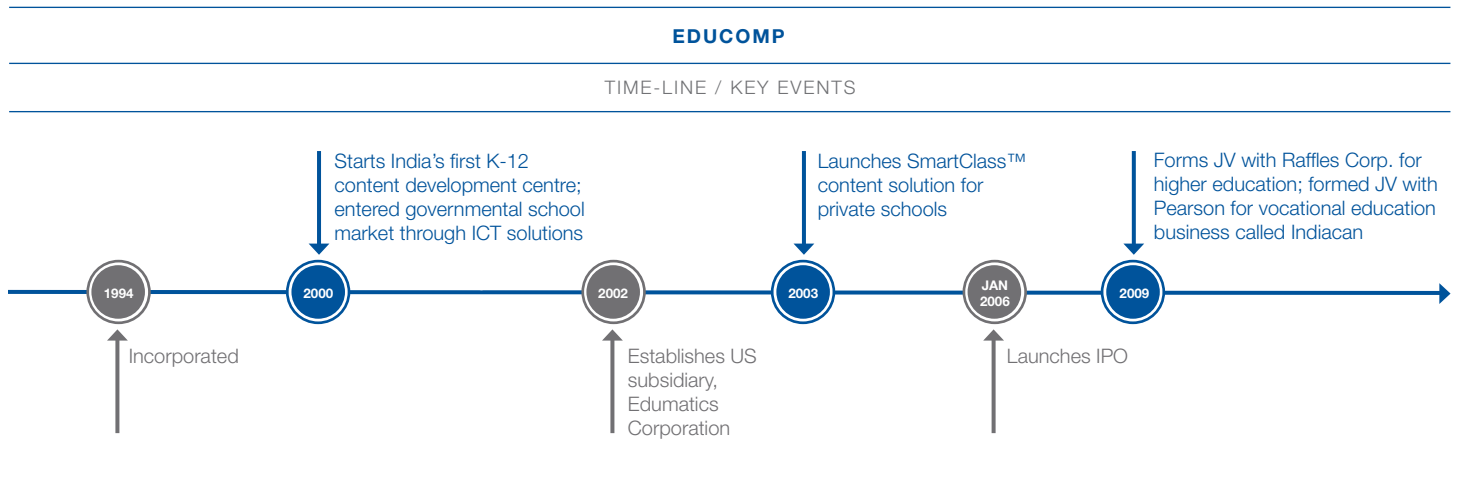 EDUCOMP
TIME-LINE / KEY EVENTS
Starts India's first K-12
content development centre;
entered governmental school
market through ICT solutions
Launches SmartClass™
content solution for
private schools
Forms JV with Raffles Corp. for
higher education; formed JV with
Pearson for vocational education
business called Indiacan
1994
2000
2002
2003
JAN
2006
2009
Incorporated
Establishes US
subsidiary,
Edumatics
Corporation
Launches IPO